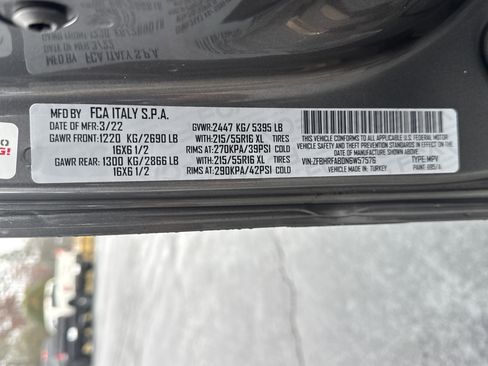 MFD BY FCA ITALY S.P.A.
DATE OF MFR:3/22 GVWR:2447 KG/ 5395 LB
GAWR FRONT:1220 KG/2690 LB WITH:215/55R16 XL
16X6 1/2 RIMS AT:270KPA/39PSI COLD
GAWR REAR: 1300 KG/2866 LB WITH:215/55R16 XL
16X6 1/2 RIMS AT:290KPA/42PSI COLD
THIS VEHICLE CONFORMS TO ALL APPLICABLE
U.S.A. FEDERAL MOTOR VEHICLE SAFETY, BUMPER,
AND THEFT PREVENTION STANDARDS IN EFFECT
ON THE DATE OF MANUFACTURE SHOWN ABOVE.
TYPE: MPV
VEHICLE MADE IN: TURKEY